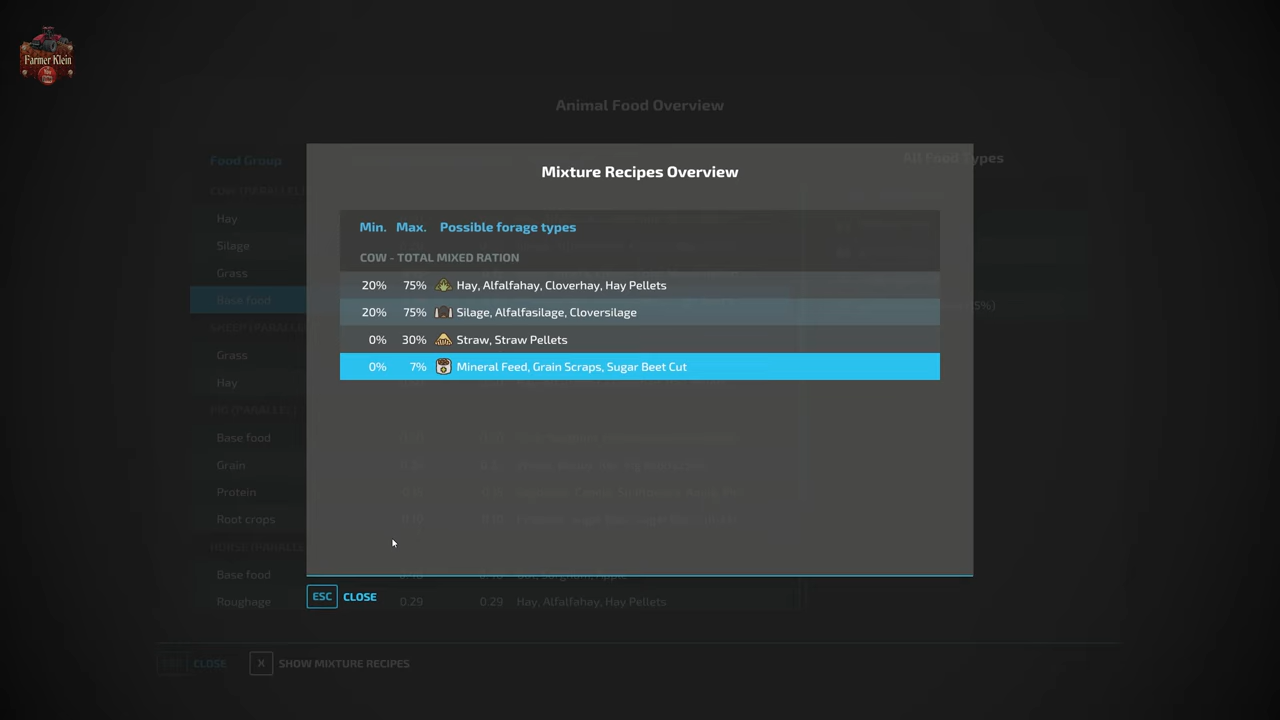 Farmer Klein
Animal Food Overview
Food Group
All Food Types
Mixture Recipes Overview
Min. Max. Possible forage types
COW - TOTAL MIXED RATION
20% 75% Hay, Alfalfahay, Cloverhay, Hay Pellets
20% 75% Silage, Alfalfasilage, Cloversilage
0% 30% Straw, Straw Pellets
0% 7% Mineral Feed, Grain Scraps, Sugar Beet Cut
Hay
Silage
Grass
Base food
Grass
Hay
Base food
Grain
Protein
Root crops
Base food
Roughage 0.29 0.29 Hay, Alfalfahay, Hay Pellets
ESC CLOSE
CLOSE X SHOW MIXTURE RECIPES